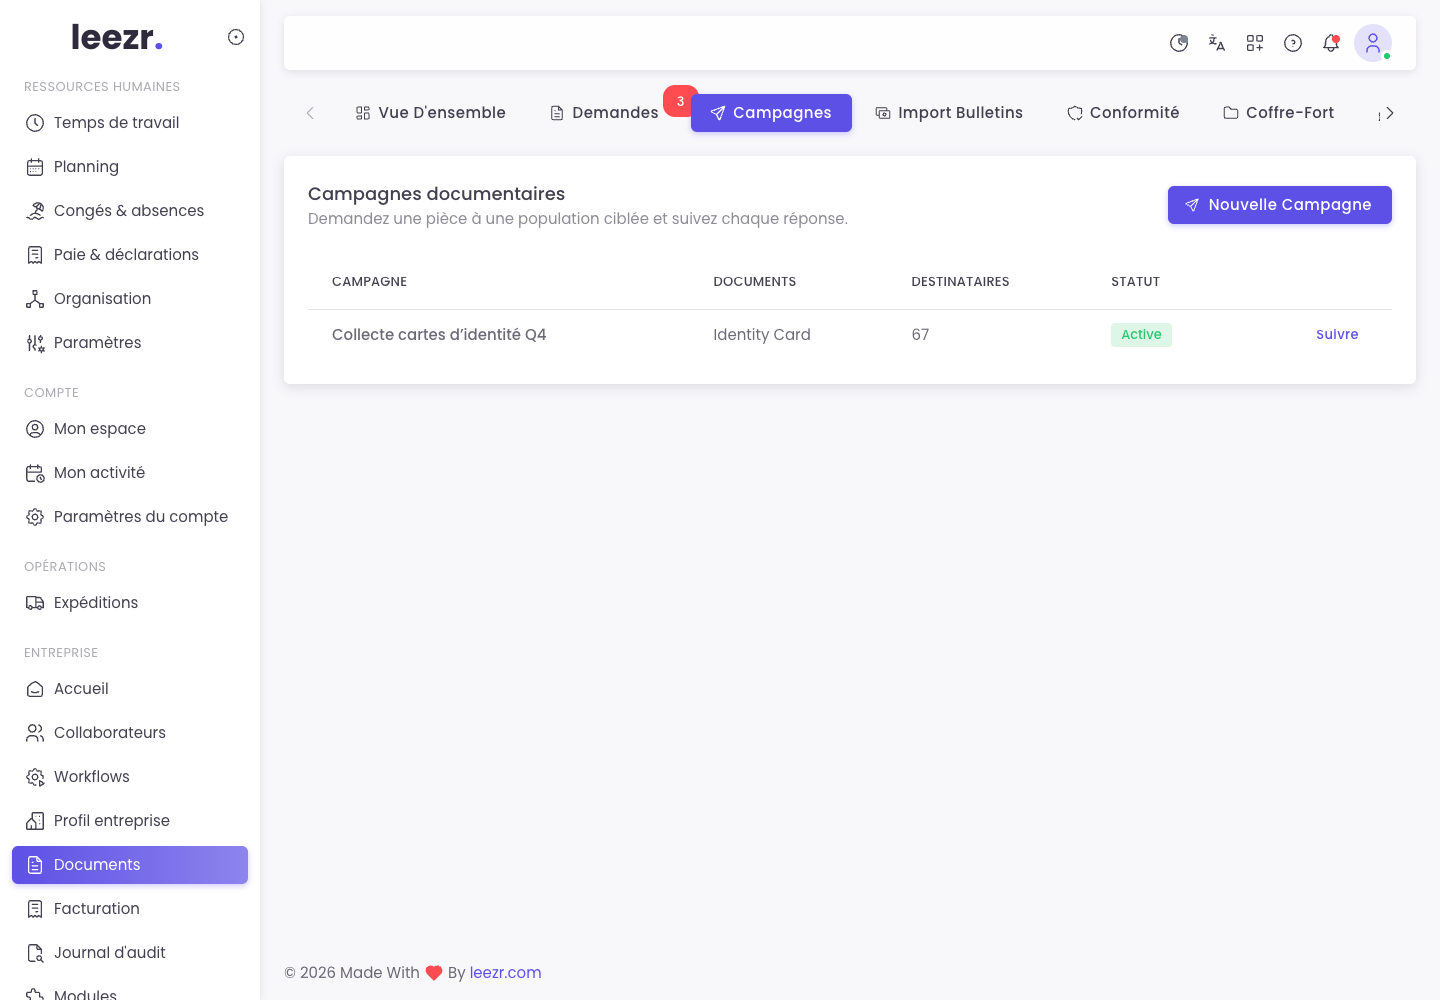 leezr.
RESSOURCES HUMAINES
Temps de travail
Planning
Congés & absences
Paie & déclarations
Organisation
Paramètres
COMPTE
Mon espace
Mon activité
Paramètres du compte
OPÉRATIONS
Expéditions
ENTREPRISE
Accueil
Collaborateurs
Workflows
Profil entreprise
Documents
Facturation
Journal d'audit
Modules
Vue D'ensemble
Demandes
3
Campagnes
Import Bulletins
Conformité
Coffre-Fort
Campagnes documentaires
Demandez une pièce à une population ciblée et suivez chaque réponse.
Nouvelle Campagne
CAMPAGNE DOCUMENTS DESTINATAIRES STATUT
Collecte cartes d’identité Q4 Identity Card 67 Active Suivre
© 2026 Made With By leezr.com